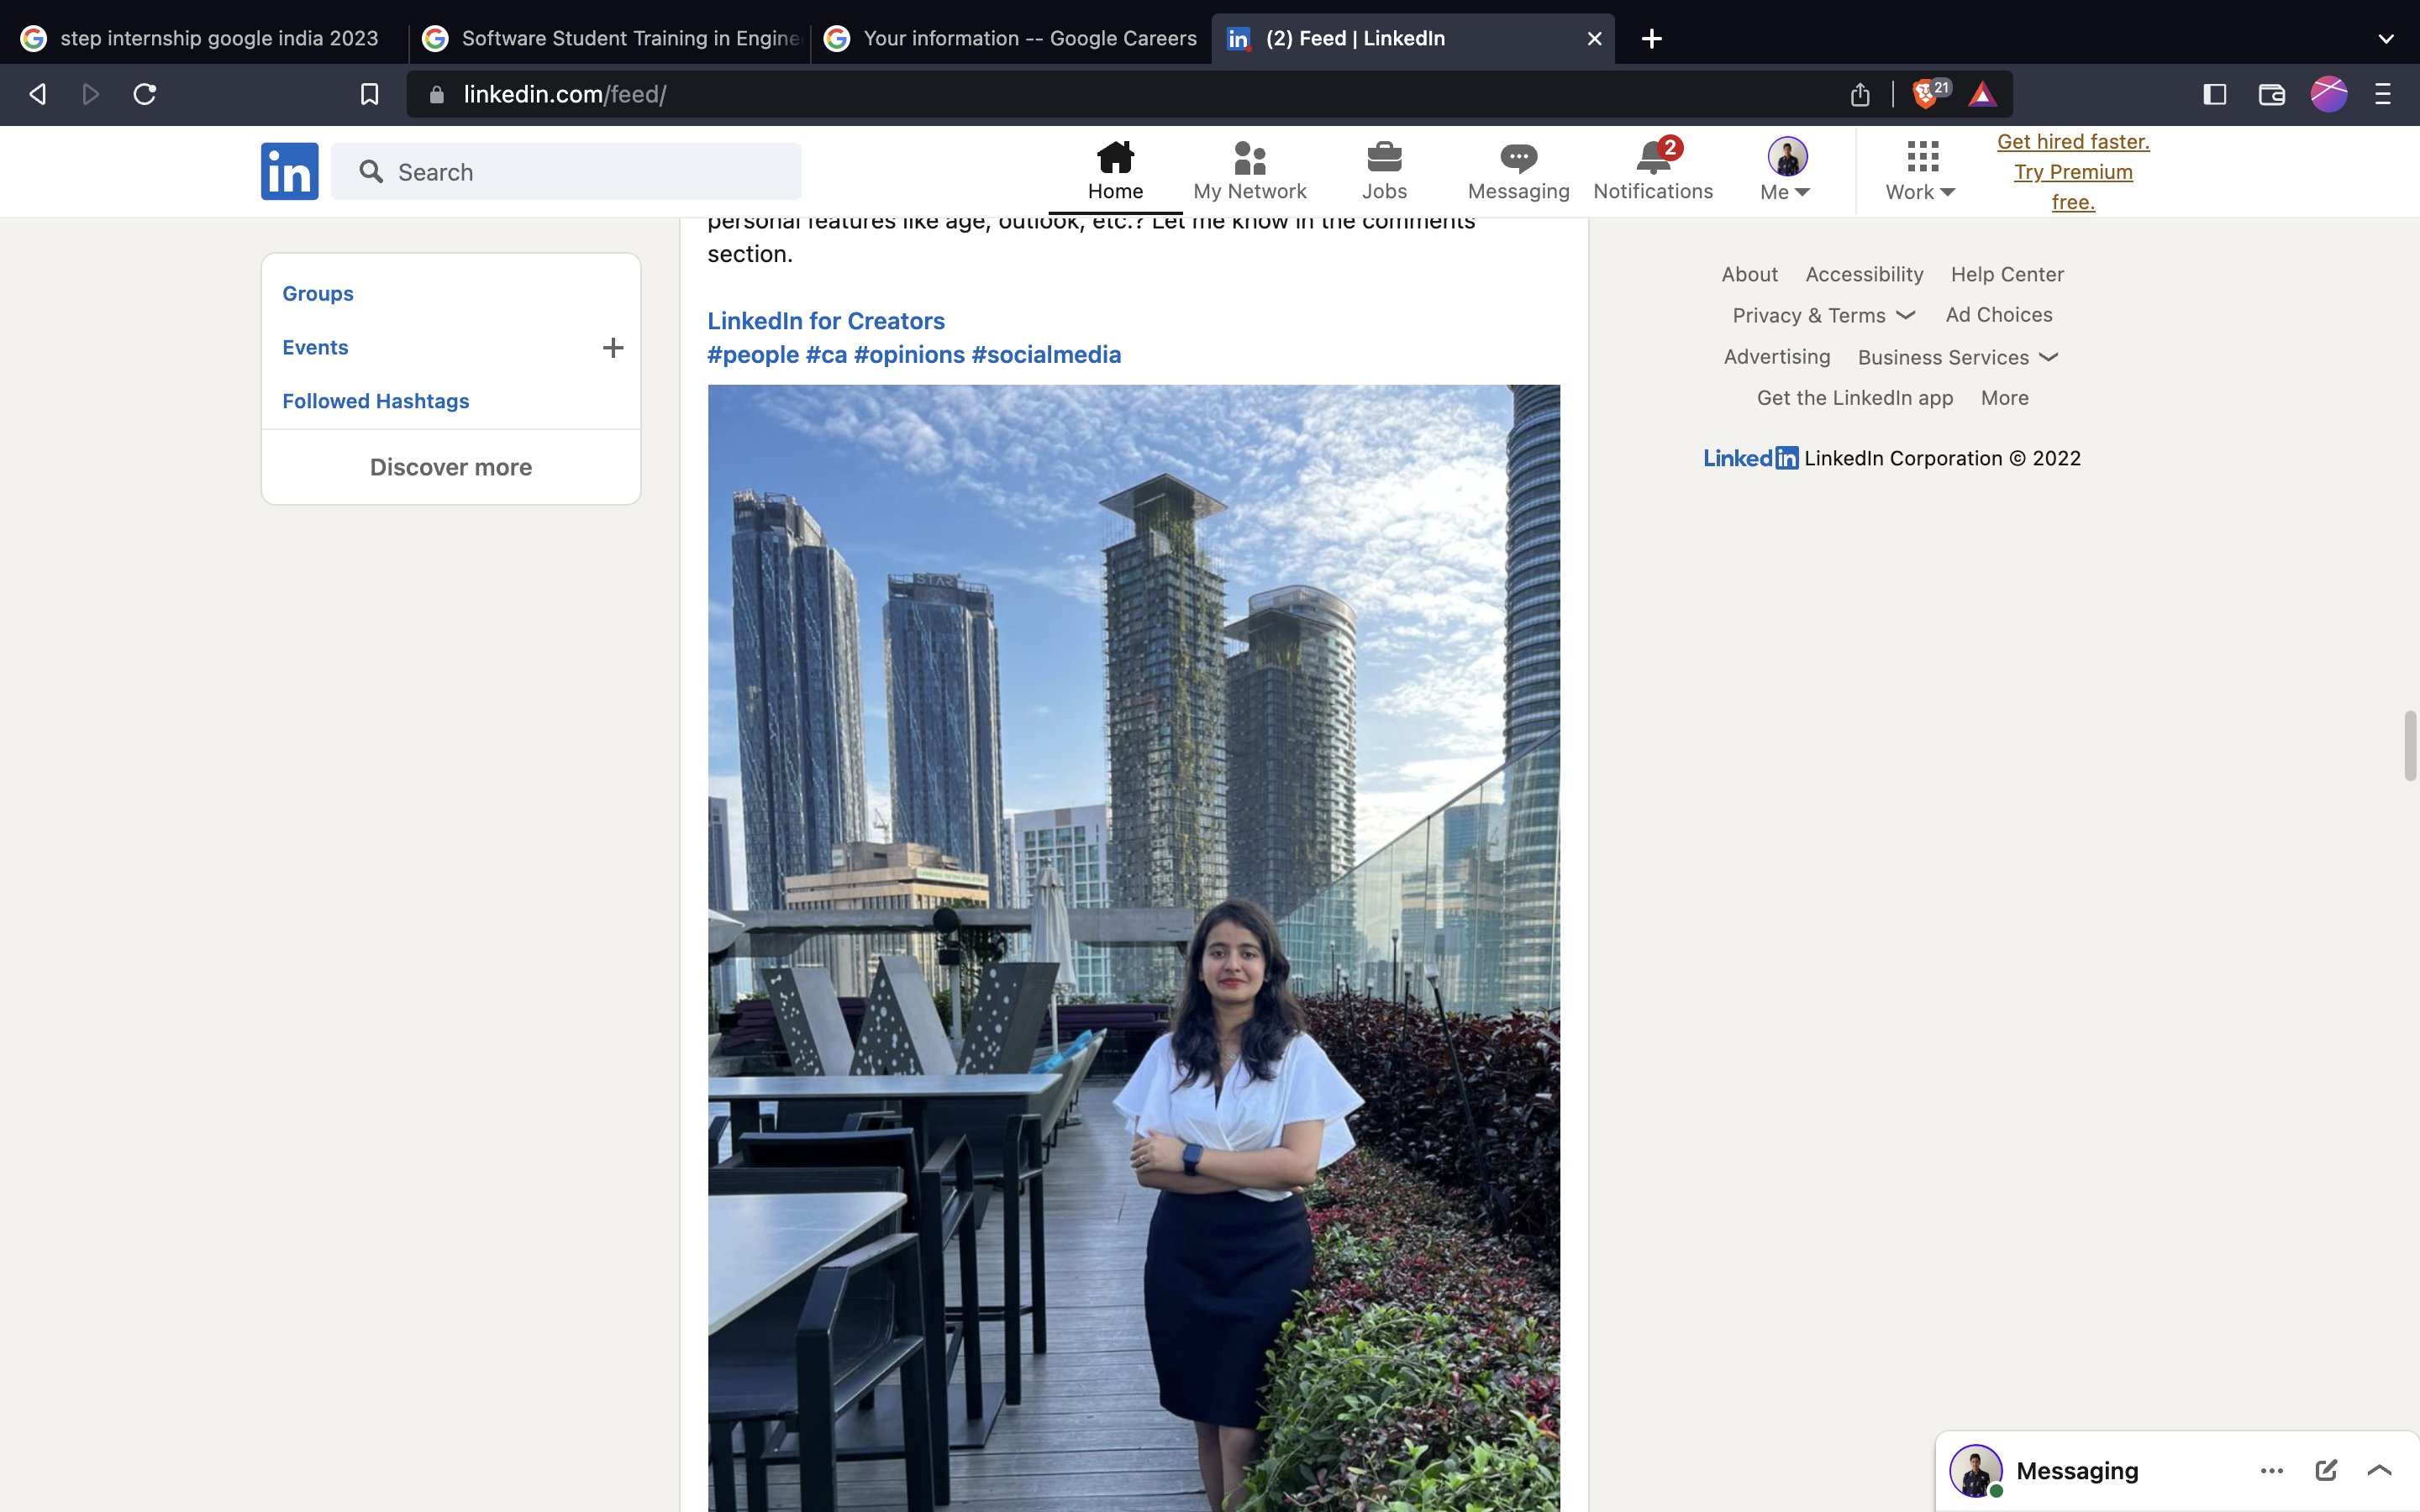 step internship google india 2023
Software Student Training in Engine
Your information -- Google Careers
(2) Feed | LinkedIn
linkedin.com/feed/
21
in
Search
Home
My Network
Jobs
Messaging
2
Notifications
Me
Work
Get hired faster.
Try Premium
free.
Groups
Events
Followed Hashtags
Discover more
personal features like age, outlook, etc.? Let me know in the comments
section.
LinkedIn for Creators
#people #ca #opinions #socialmedia
STAR
W
About Accessibility Help Center
Privacy & Terms Ad Choices
Advertising Business Services
Get the LinkedIn app More
LinkedIn LinkedIn Corporation © 2022
Messaging